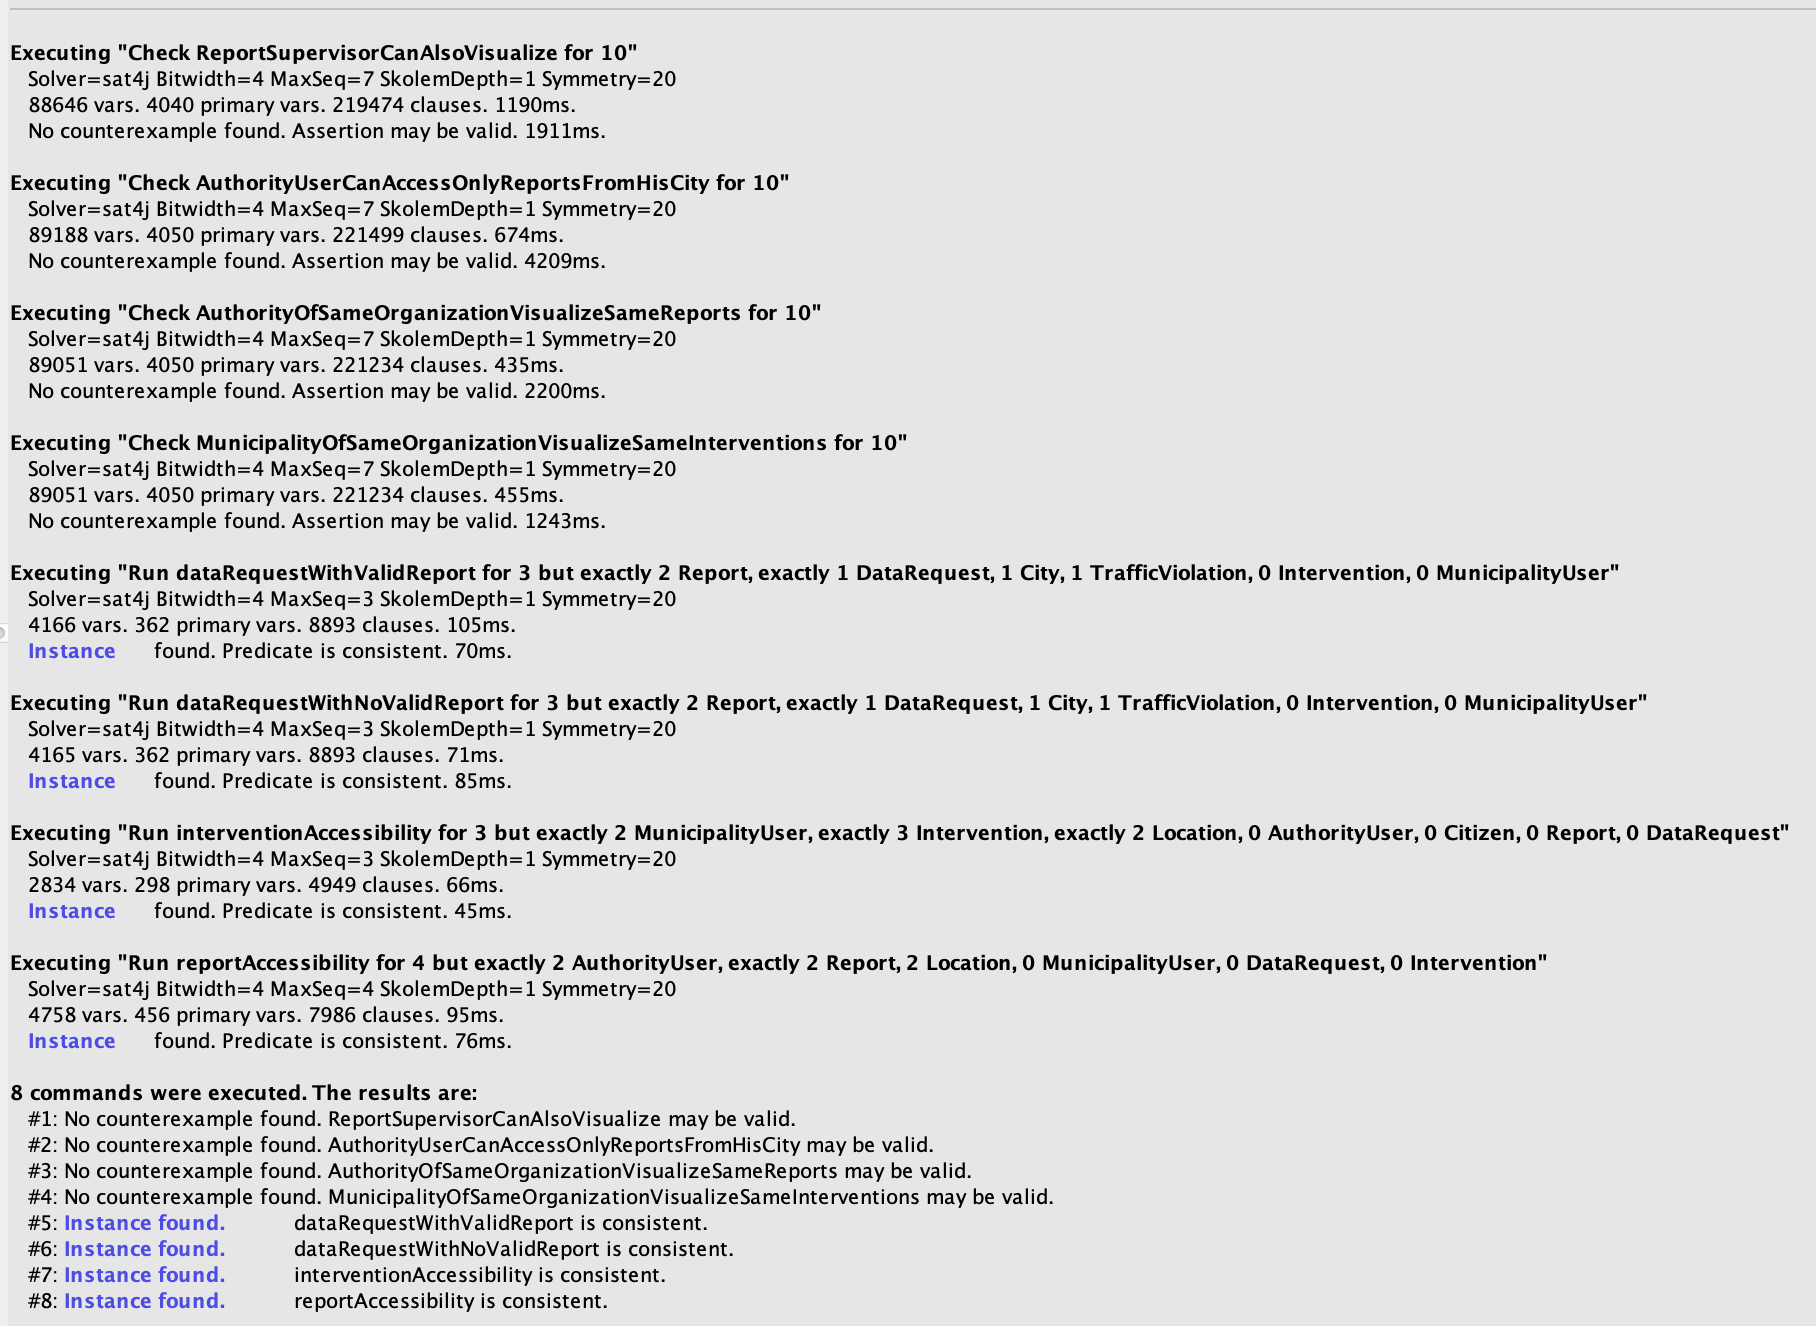 Executing "Check ReportSupervisorCanAlsoVisualize for 10"
Solver=sat4j Bitwidth=4 MaxSeq=7 SkolemDepth=1 Symmetry=20
88646 vars. 4040 primary vars. 219474 clauses. 1190ms.
No counterexample found. Assertion may be valid. 1911ms.
Executing "Check AuthorityUserCanAccessOnlyReportsFromHisCity for 10"
Solver=sat4j Bitwidth=4 MaxSeq=7 SkolemDepth=1 Symmetry=20
89188 vars. 4050 primary vars. 221499 clauses. 674ms.
No counterexample found. Assertion may be valid. 4209ms.
Executing "Check AuthorityOfSameOrganizationVisualizeSameReports for 10"
Solver=sat4j Bitwidth=4 MaxSeq=7 SkolemDepth=1 Symmetry=20
89051 vars. 4050 primary vars. 221234 clauses. 435ms.
No counterexample found. Assertion may be valid. 2200ms.
Executing "Check MunicipalityOfSameOrganizationVisualizeSameInterventions for 10"
Solver=sat4j Bitwidth=4 MaxSeq=7 SkolemDepth=1 Symmetry=20
89051 vars. 4050 primary vars. 221234 clauses. 455ms.
No counterexample found. Assertion may be valid. 1243ms.
Executing "Run dataRequestWithValidReport for 3 but exactly 2 Report, exactly 1 DataRequest, 1 City, 1 TrafficViolation, 0 Intervention, 0 MunicipalityUser"
Solver=sat4j Bitwidth=4 MaxSeq=3 SkolemDepth=1 Symmetry=20
4166 vars. 362 primary vars. 8893 clauses. 105ms.
Instance found. Predicate is consistent. 70ms.
Executing "Run dataRequestWithNoValidReport for 3 but exactly 2 Report, exactly 1 DataRequest, 1 City, 1 TrafficViolation, 0 Intervention, 0 MunicipalityUser"
Solver=sat4j Bitwidth=4 MaxSeq=3 SkolemDepth=1 Symmetry=20
4165 vars. 362 primary vars. 8893 clauses. 71ms.
Instance found. Predicate is consistent. 85ms.
Executing "Run interventionAccessibility for 3 but exactly 2 MunicipalityUser, exactly 3 Intervention, exactly 2 Location, 0 AuthorityUser, 0 Citizen, 0 Report, 0 DataRequest"
Solver=sat4j Bitwidth=4 MaxSeq=3 SkolemDepth=1 Symmetry=20
2834 vars. 298 primary vars. 4949 clauses. 66ms.
Instance found. Predicate is consistent. 45ms.
Executing "Run reportAccessibility for 4 but exactly 2 AuthorityUser, exactly 2 Report, 2 Location, 0 MunicipalityUser, 0 DataRequest, 0 Intervention"
Solver=sat4j Bitwidth=4 MaxSeq=4 SkolemDepth=1 Symmetry=20
4758 vars. 456 primary vars. 7986 clauses. 95ms.
Instance found. Predicate is consistent. 76ms.
8 commands were executed. The results are:
#1: No counterexample found. ReportSupervisorCanAlsoVisualize may be valid.
#2: No counterexample found. AuthorityUserCanAccessOnlyReportsFromHisCity may be valid.
#3: No counterexample found. AuthorityOfSameOrganizationVisualizeSameReports may be valid.
#4: No counterexample found. MunicipalityOfSameOrganizationVisualizeSameInterventions may be valid.
#5: Instance found. dataRequestWithValidReport is consistent.
#6: Instance found. dataRequestWithNoValidReport is consistent.
#7: Instance found. interventionAccessibility is consistent.
#8: Instance found. reportAccessibility is consistent.